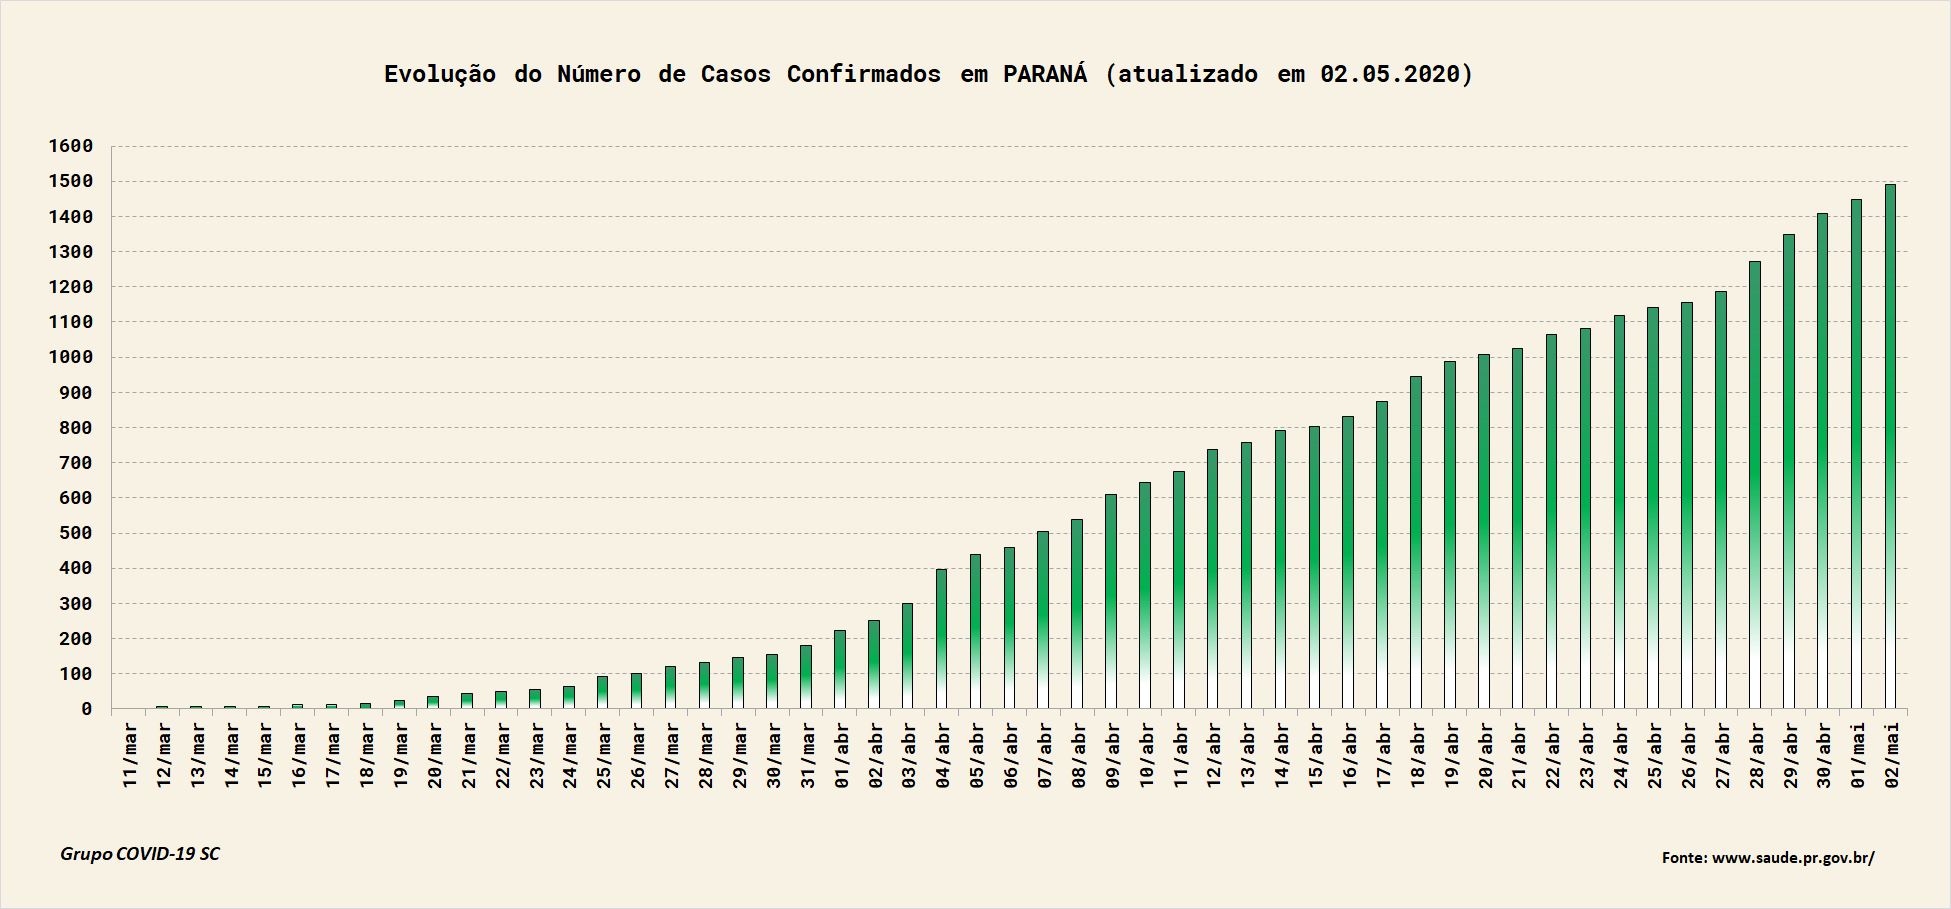 Evolução do Número de Casos Confirmados em PARANÁ (atualizado em 02.05.2020)
1600
1500
1400
1300
1200
1100
1000
900
800
700
600
500
400
300
200
100
0
11/mar
12/mar
13/mar
14/mar
15/mar
16/mar
17/mar
18/mar
19/mar
20/mar
21/mar
22/mar
23/mar
24/mar
25/mar
26/mar
27/mar
28/mar
29/mar
30/mar
31/mar
01/abr
02/abr
03/abr
04/abr
05/abr
06/abr
07/abr
08/abr
09/abr
10/abr
11/abr
12/abr
13/abr
14/abr
15/abr
16/abr
17/abr
18/abr
19/abr
20/abr
21/abr
22/abr
23/abr
24/abr
25/abr
26/abr
27/abr
28/abr
29/abr
30/abr
01/mai
02/mai
Grupo COVID-19 SC
Fonte: www.saude.pr.gov.br/